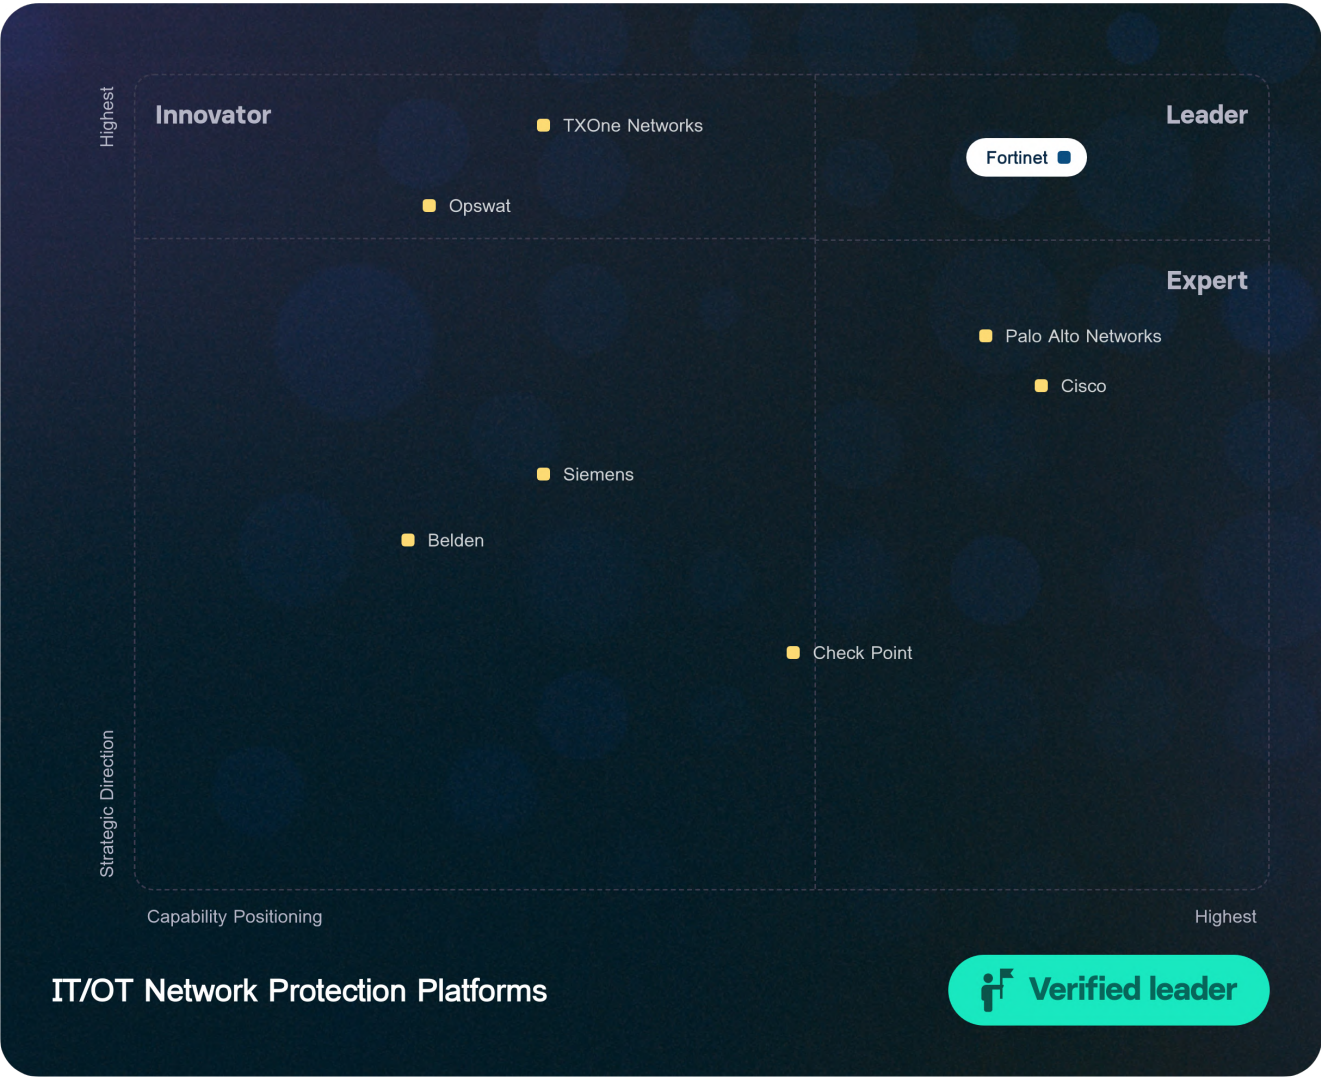 Highest
Innovator
TXOne Networks
Leader
Fortinet
Opswat
Expert
Palo Alto Networks
Cisco
Siemens
Belden
Check Point
Strategic Direction
Capability Positioning
Highest
IT/OT Network Protection Platforms
Verified leader